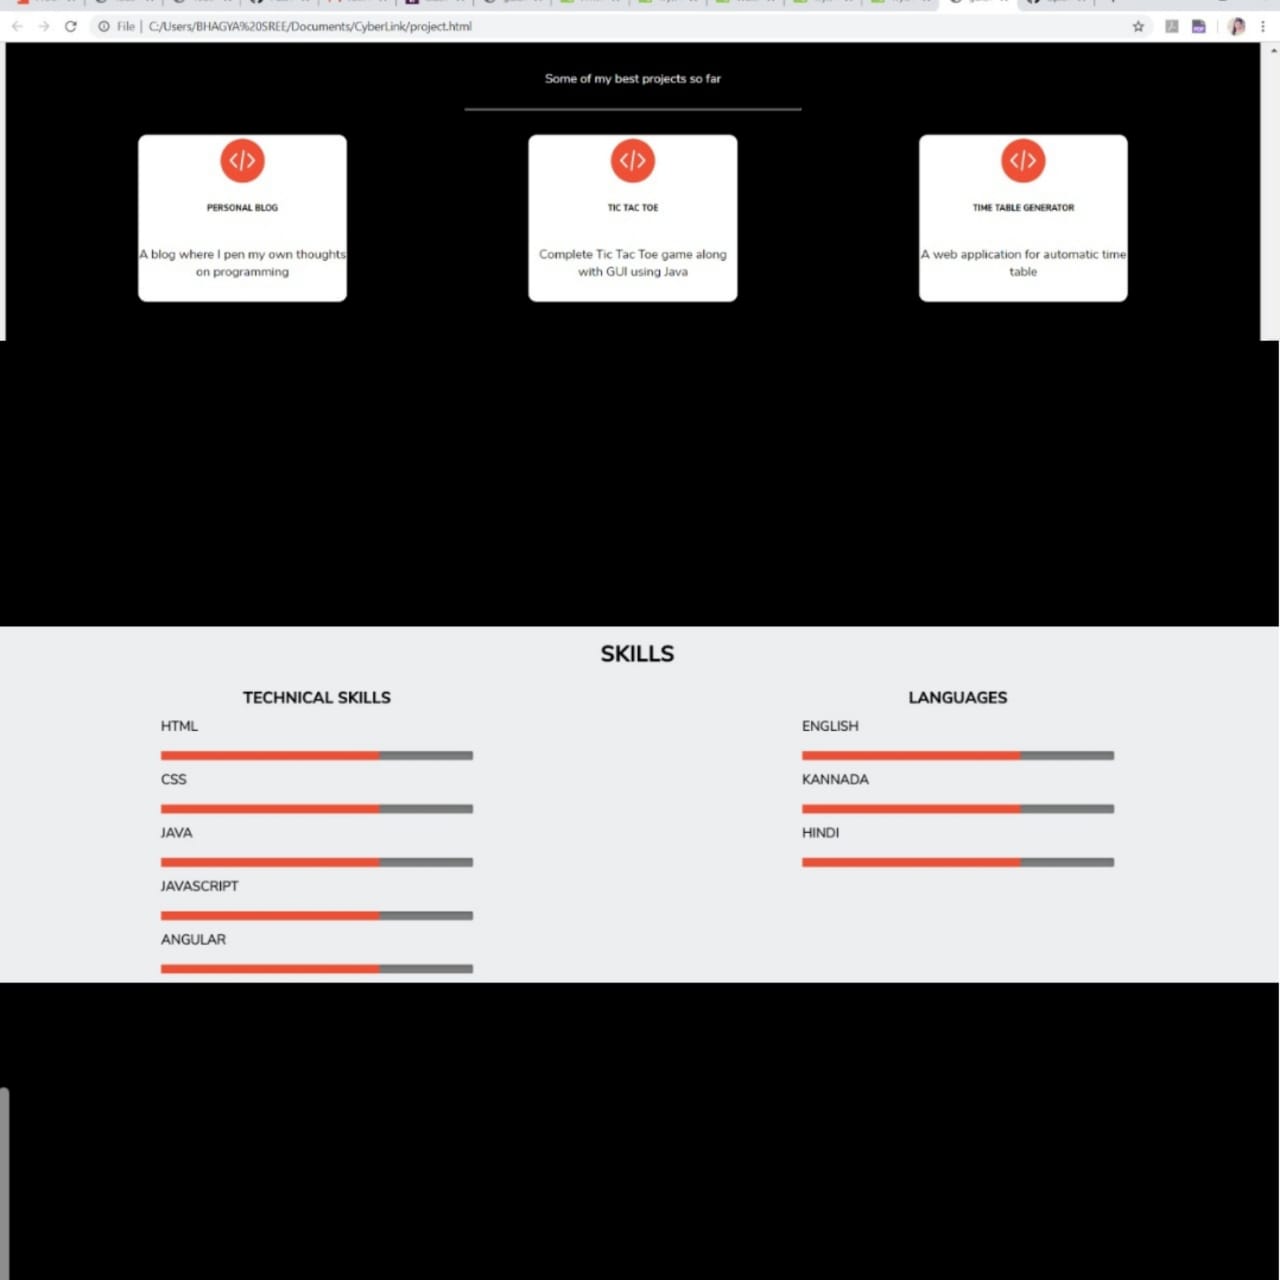 File | C:/Users/BHAGYA%20SREE/Documents/CyberLink/project.html
Some of my best projects so far
</> </> </>
PERSONAL BLOG
A blog where I pen my own thoughts
on programming
TIC TAC TOE
Complete Tic Tac Toe game along
with GUI using Java
TIME TABLE GENERATOR
A web application for automatic time
table
SKILLS
TECHNICAL SKILLS
HTML
CSS
JAVA
JAVASCRIPT
ANGULAR
LANGUAGES
ENGLISH
KANNADA
HINDI